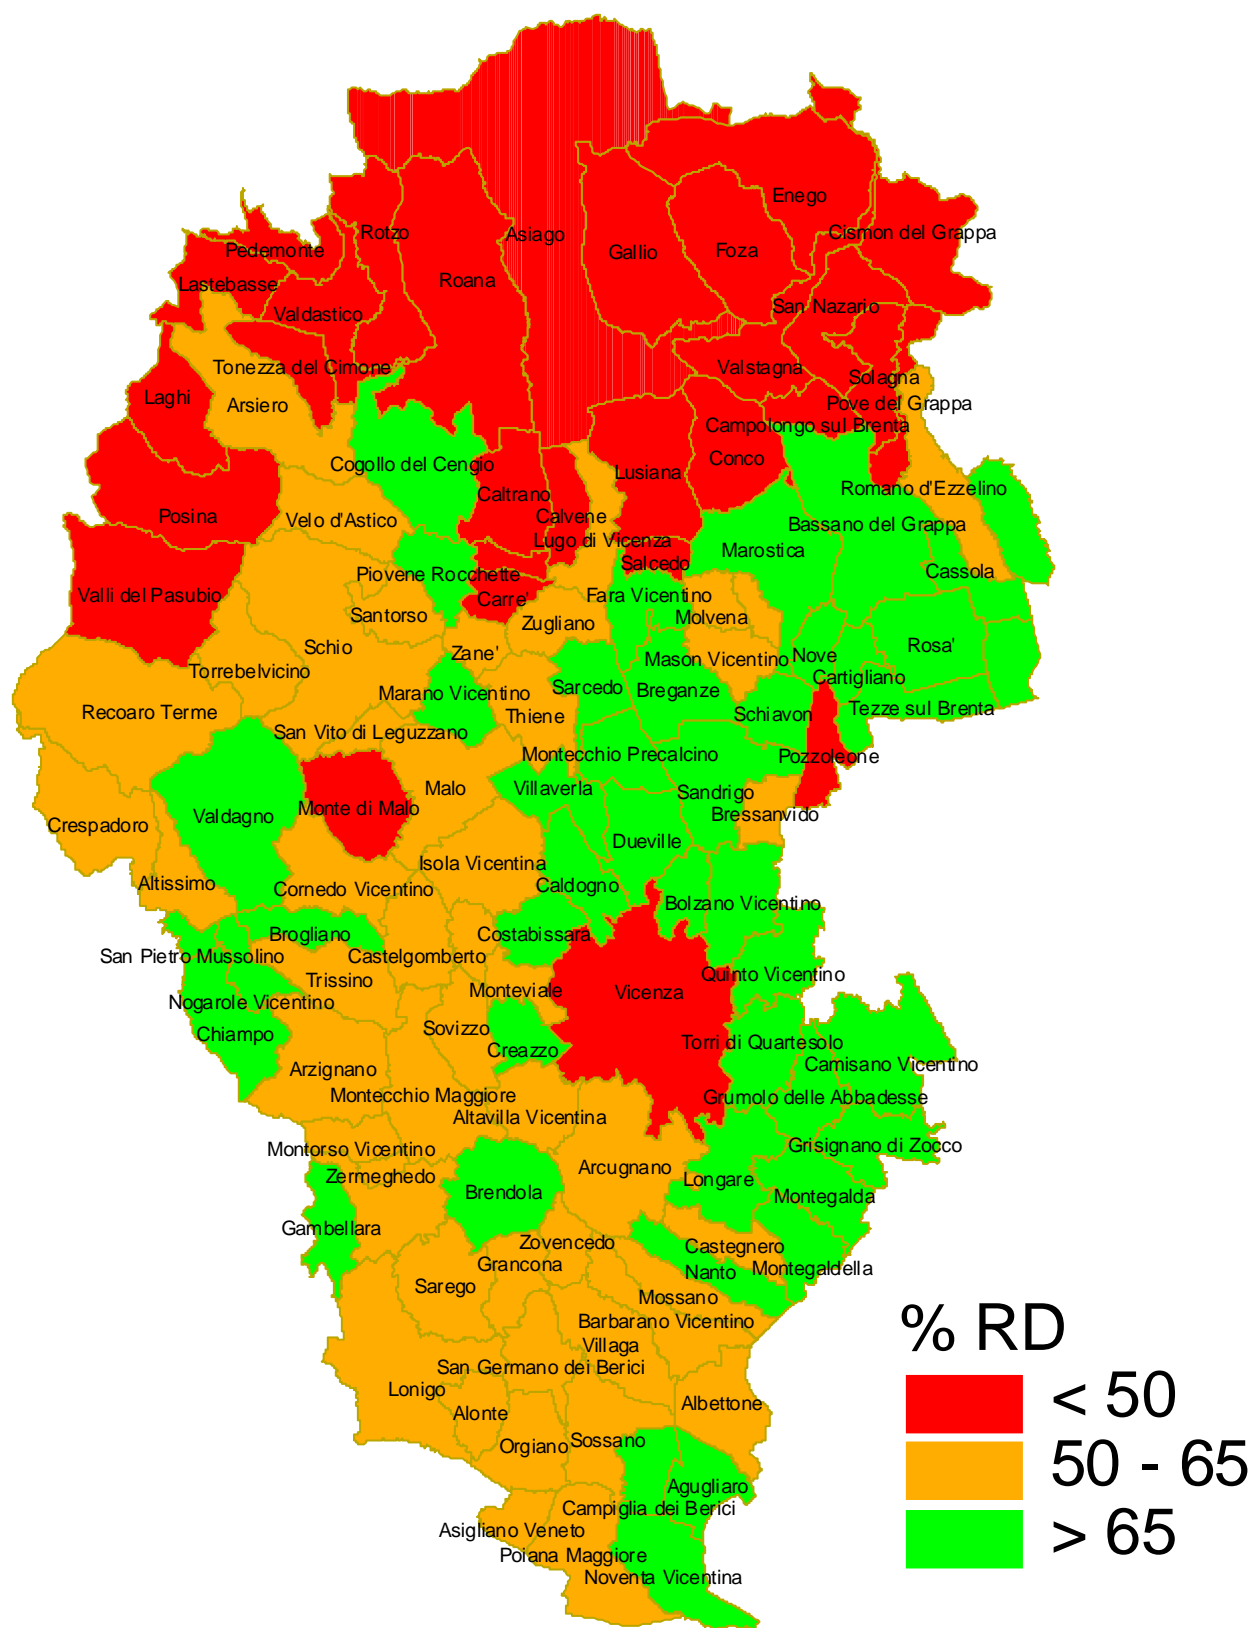 Enego
Cismon del Grappa
Rotzo
Asiago
Pedemonte
Gallio
Foza
Roana
Lastebasse
San Nazario
Valdastico
Tonezza del Cimone
Valstagna
Solagna
Laghi
Arsiero
Pove del Grappa
Campolongo sul Brenta
Conco
Cogollo del Cengio
Lusiana
Romano d'Ezzelino
Caltrano
Posina
Velo d'Astico
Calvene
Bassano del Grappa
Lugo di Vicenza
Marostica
Salcedo
Cassola
Piovene Rocchette
Valli del Pasubio
Fara Vicentino
Carre'
Santorso
Molvena
Zugliano
Schio
Rosa'
Zane'
Mason Vicentino
Nove
Torrebelvicino
Cartigliano
Marano Vicentino
Sarcedo
Breganze
Recoaro Terme
Thiene
Schiavon
Tezze sul Brenta
San Vito di Leguzzano
Montecchio Precalcino
Pozzoleone
Malo
Villaverla
Sandrigo
Monte di Malo
Bressanvido
Valdagno
Crespadoro
Dueville
Isola Vicentina
Altissimo
Cornedo Vicentino
Caldogno
Bolzano Vicentino
Brogliano
Costabissara
San Pietro Mussolino
Castelgomberto
Quinto Vicentino
Trissino
Monteviale
Vicenza
Nogarole Vicentino
Sovizzo
Chiampo
Torri di Quartesolo
Creazzo
Camisano Vicentino
Arzignano
Montecchio Maggiore
Grumolo delle Abbadesse
Altavilla Vicentina
Grisignano di Zocco
Montorso Vicentino
Arcugnano
Zermeghedo
Longare
Brendola
Montegalda
Gambellara
Zovencedo
Castegnero
Grancona
Montegaldella
Nanto
Sarego
Mossano
Barbarano Vicentino
% RD
Villaga
San Germano dei Berici
Lonigo
< 50
Albettone
Alonte
Sossano
Orgiano
50 - 65
Agugliaro
Campiglia dei Berici
Asigliano Veneto
> 65
Poiana Maggiore
Noventa Vicentina